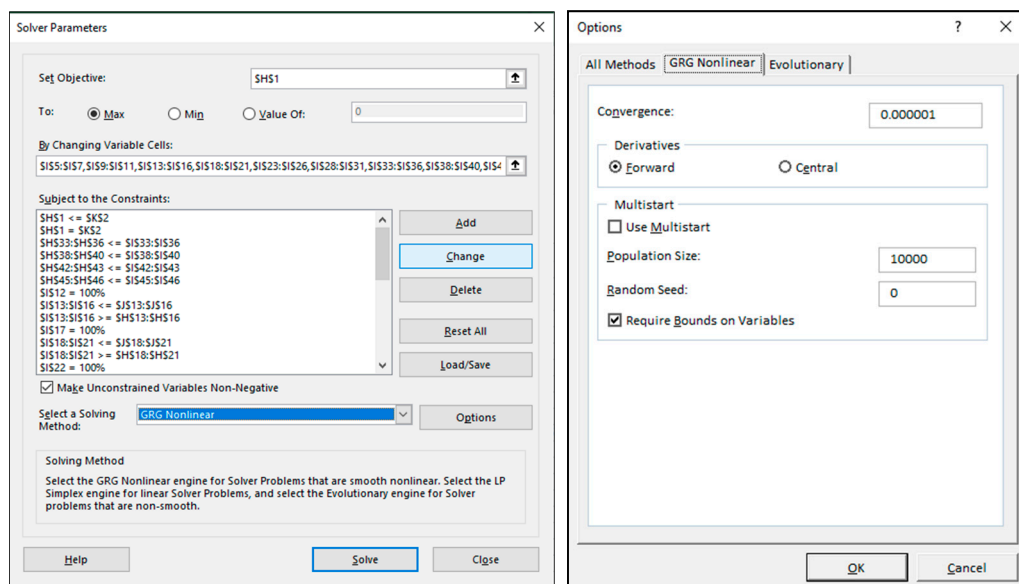 Solver Parameters
Set Objective:
$H$1
To:
Max
Min
Value Of:
0
By Changing Variable Cells:
$I$5:$I$7,$I$9:$I$11,$I$13:$I$16,$I$18:$I$21,$I$23:$I$26,$I$28:$I$31,$I$33:$I$36,$I$38:$I$40,$I$4
Subject to the Constraints:
$H$1 <= $K$2
$H$1 = $K$2
$H$33:$H$36 <= $I$33:$I$36
$H$38:$H$40 <= $I$38:$I$40
$H$42:$H$43 <= $I$42:$I$43
$H$45:$H$46 <= $I$45:$I$46
$I$12 = 100%
$I$13:$I$16 <= $J$13:$J$16
$I$13:$I$16 >= $H$13:$H$16
$I$17 = 100%
$I$18:$I$21 <= $J$18:$J$21
$I$18:$I$21 >= $H$18:$H$21
$I$22 = 100%
Add
Change
Delete
Reset All
Load/Save
Make Unconstrained Variables Non-Negative
Select a Solving
Method:
GRG Nonlinear
Options
Solving Method
Select the GRG Nonlinear engine for Solver Problems that are smooth nonlinear. Select the LP
Simplex engine for linear Solver Problems, and select the Evolutionary engine for Solver
problems that are non-smooth.
Help
Solve
Close
Options
?
All Methods
GRG Nonlinear
Evolutionary
Convergence:
0.000001
Derivatives
Forward
Central
Multistart
Use Multistart
Population Size:
10000
Random Seed:
0
Require Bounds on Variables
OK
Cancel